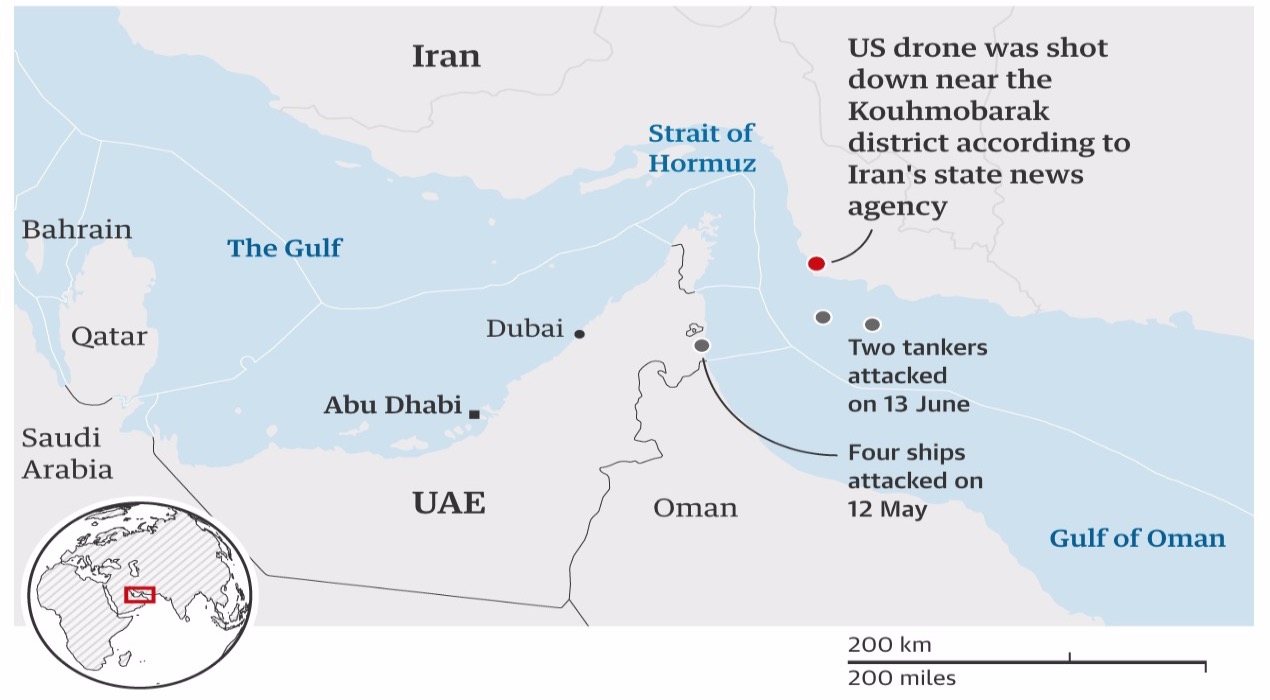 Iran
US drone was shot
down near the
Kouhmobarak
district according to
Iran's state news
agency
Strait of
Hormuz
Bahrain
The Gulf
Qatar
Dubai
Two tankers
attacked
on 13 June
Abu Dhabi
Saudi
Arabia
Four ships
attacked on
12 May
UAE
Oman
Gulf of Oman
200 km
200 miles